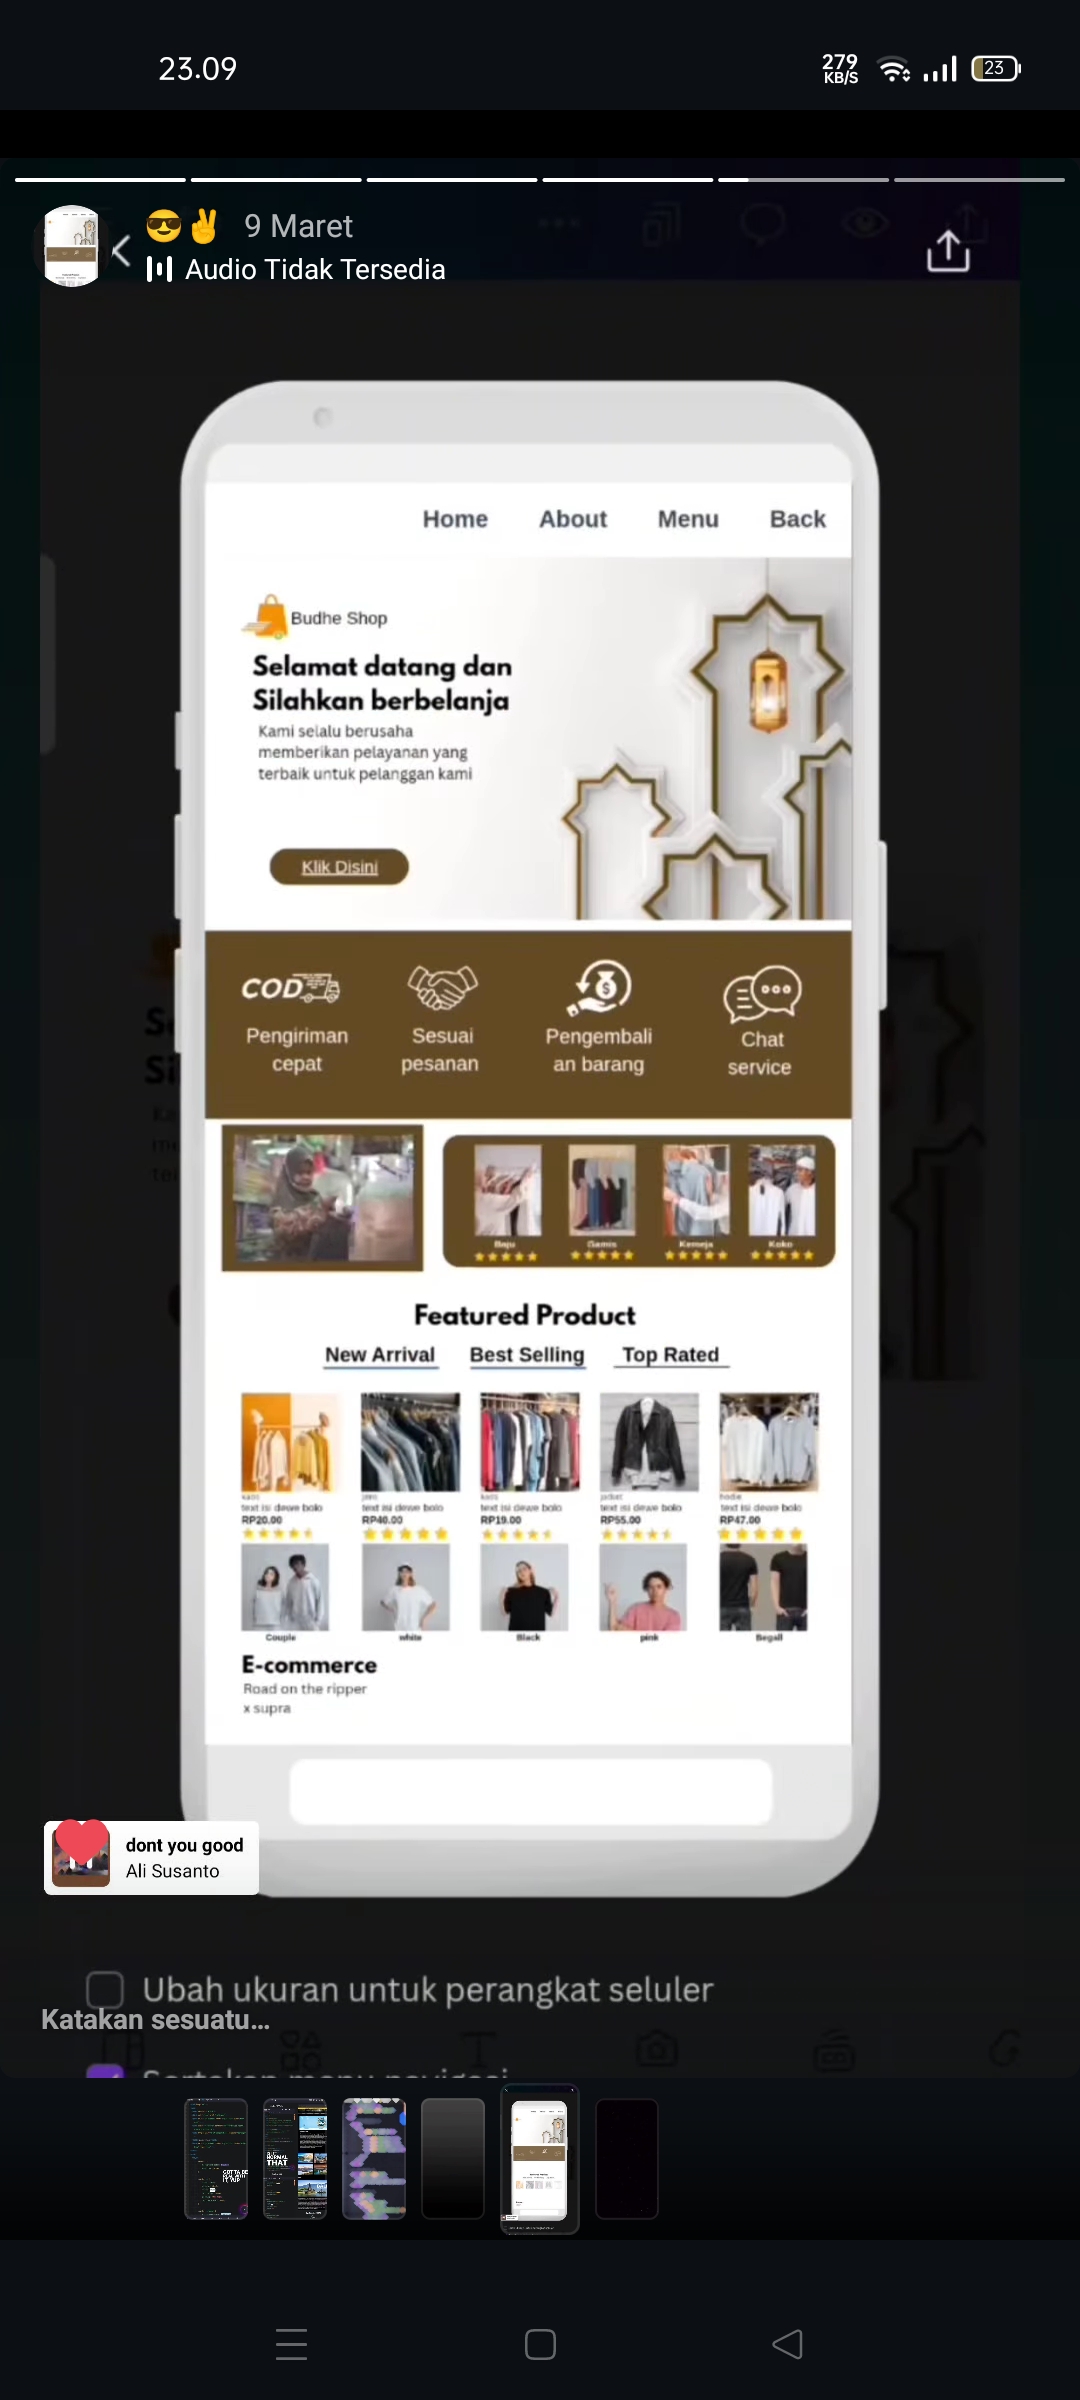 23.09
279
KB/S
23
😎✌ 9 Maret
Audio Tidak Tersedia
Home About Menu Back
Budhe Shop
Selamat datang dan
Silahkan berbelanja
Kami selalu berusaha
memberikan pelayanan yang
terbaik untuk pelanggan kami
Klik Disini
COD
Pengiriman
cepat
Sesuai
pesanan
Pengembali
an barang
Chat
service
Baju Gamis Kemeja Koko
Featured Product
New Arrival Best Selling Top Rated
text isi dewe bolo text isi dewe bolo text isi dewe bolo text isi dewe bolo text isi dewe bolo
RP20.00 RP40.00 RP19.00 RP55.00 RP47.00
Couple white Black pink Begall
E-commerce
Road on the ripper
x supra
dont you good
Ali Susanto
Ubah ukuran untuk perangkat seluler
Katakan sesuatu...
Sertakan menu navigasi